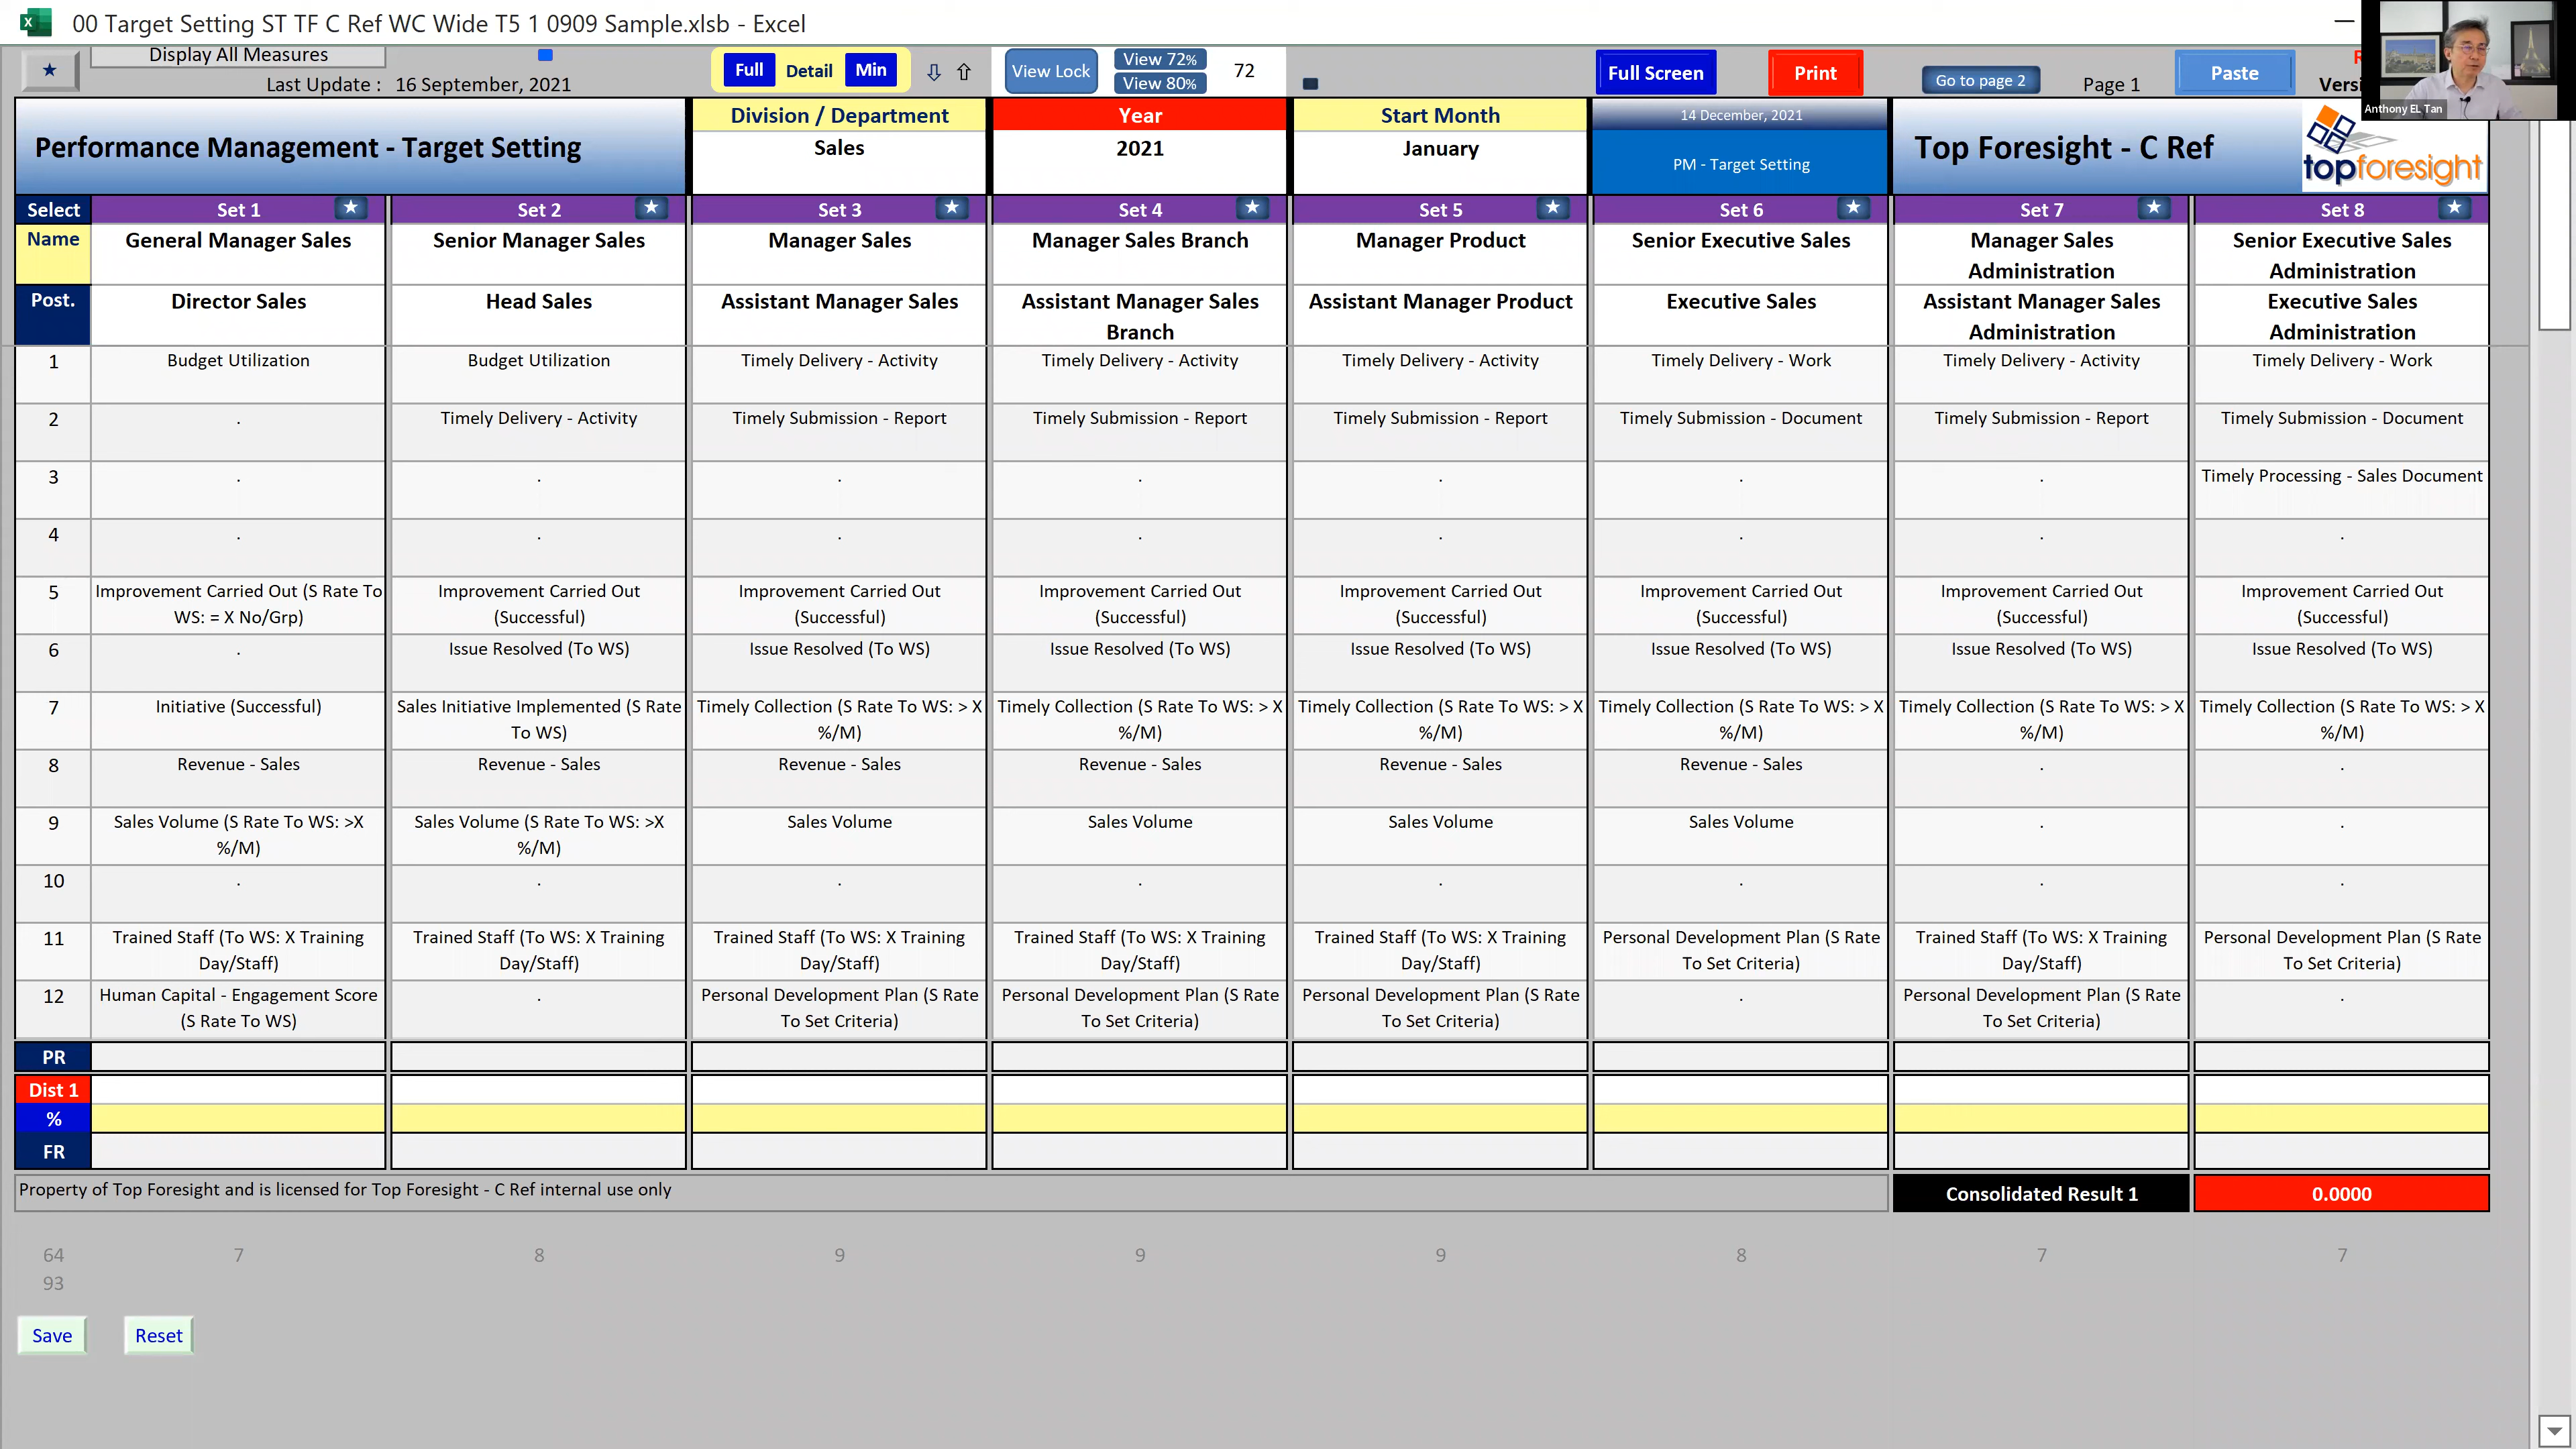 00 Target Setting ST TF C Ref WC Wide T5 1 0909 Sample.xlsb - Excel
Display All Measures
Last Update : 16 September, 2021
Full Detail Min
View Lock
View 72%
View 80%
72
Full Screen
Print
Go to page 2
Page 1
Paste
Anthony EL Tan
Performance Management - Target Setting
Division / Department
Sales
Year
2021
Start Month
January
14 December, 2021
PM - Target Setting
Top Foresight - C Ref
topforesight
Select Set 1 Set 2 Set 3 Set 4 Set 5 Set 6 Set 7 Set 8
Name General Manager Sales Senior Manager Sales Manager Sales Manager Sales Branch Manager Product Senior Executive Sales Manager Sales Senior Executive Sales
Administration Administration
Post. Director Sales Head Sales Assistant Manager Sales Assistant Manager Sales Assistant Manager Product Executive Sales Assistant Manager Sales Executive Sales
Branch Administration Administration
1 Budget Utilization Budget Utilization Timely Delivery - Activity Timely Delivery - Activity Timely Delivery - Activity Timely Delivery - Work Timely Delivery - Activity Timely Delivery - Work
2 . Timely Delivery - Activity Timely Submission - Report Timely Submission - Report Timely Submission - Report Timely Submission - Document Timely Submission - Report Timely Submission - Document
3 . . . . . . . Timely Processing - Sales Document
4 . . . . . . . .
5 Improvement Carried Out (S Rate To Improvement Carried Out Improvement Carried Out Improvement Carried Out Improvement Carried Out Improvement Carried Out Improvement Carried Out Improvement Carried Out
WS: = X No/Grp) (Successful) (Successful) (Successful) (Successful) (Successful) (Successful) (Successful)
6 . Issue Resolved (To WS) Issue Resolved (To WS) Issue Resolved (To WS) Issue Resolved (To WS) Issue Resolved (To WS) Issue Resolved (To WS) Issue Resolved (To WS)
7 Initiative (Successful) Sales Initiative Implemented (S Rate Timely Collection (S Rate To WS: > X Timely Collection (S Rate To WS: > X Timely Collection (S Rate To WS: > X Timely Collection (S Rate To WS: > X Timely Collection (S Rate To WS: > X Timely Collection (S Rate To WS: > X
To WS) %/M) %/M) %/M) %/M) %/M) %/M)
8 Revenue - Sales Revenue - Sales Revenue - Sales Revenue - Sales Revenue - Sales Revenue - Sales . .
9 Sales Volume (S Rate To WS: >X Sales Volume (S Rate To WS: >X Sales Volume Sales Volume Sales Volume Sales Volume . .
%/M) %/M)
10 . . . . . . . .
11 Trained Staff (To WS: X Training Trained Staff (To WS: X Training Trained Staff (To WS: X Training Trained Staff (To WS: X Training Trained Staff (To WS: X Training Personal Development Plan (S Rate Trained Staff (To WS: X Training Personal Development Plan (S Rate
Day/Staff) Day/Staff) Day/Staff) Day/Staff) Day/Staff) To Set Criteria) Day/Staff) To Set Criteria)
12 Human Capital - Engagement Score . Personal Development Plan (S Rate Personal Development Plan (S Rate Personal Development Plan (S Rate . Personal Development Plan (S Rate .
(S Rate To WS) To Set Criteria) To Set Criteria) To Set Criteria) To Set Criteria)
PR
Dist 1
%
FR
Property of Top Foresight and is licensed for Top Foresight - C Ref internal use only
Consolidated Result 1 0.0000
64 7 8 9 9 9 8 7 7
93
Save Reset